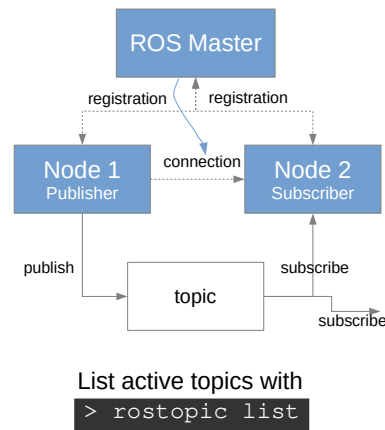 ROS Master
registration
registration
Node 1
Publisher
connection
Node 2
Subscriber
publish
subscribe
topic
subscribe
List active topics with
> rostopic list